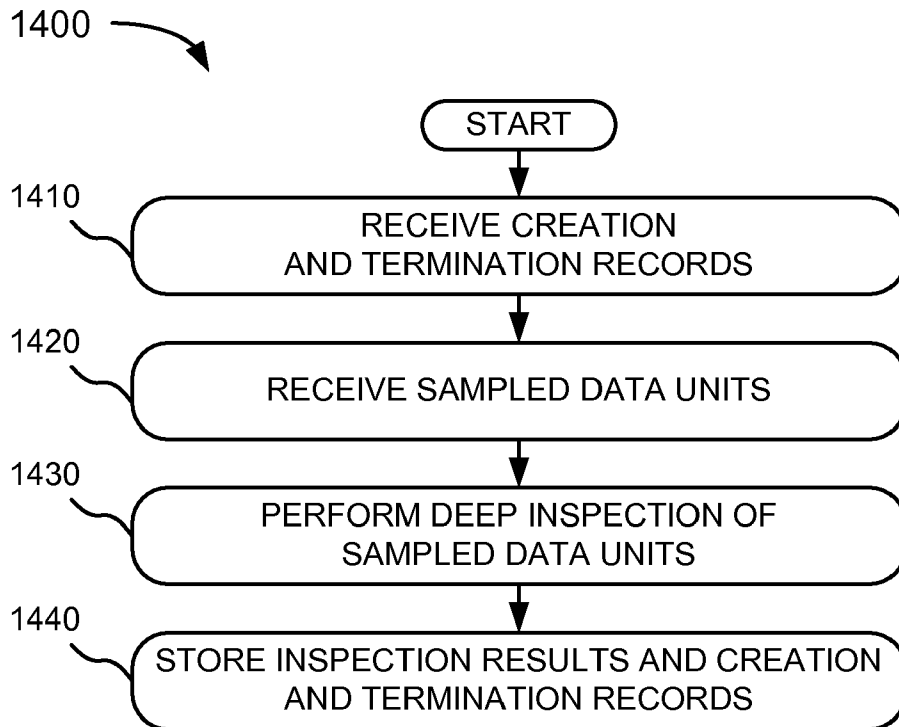 1400
START
1410
RECEIVE CREATION
AND TERMINATION RECORDS
1420
RECEIVE SAMPLED DATA UNITS
1430
PERFORM DEEP INSPECTION OF
SAMPLED DATA UNITS
1440
STORE INSPECTION RESULTS AND CREATION
AND TERMINATION RECORDS